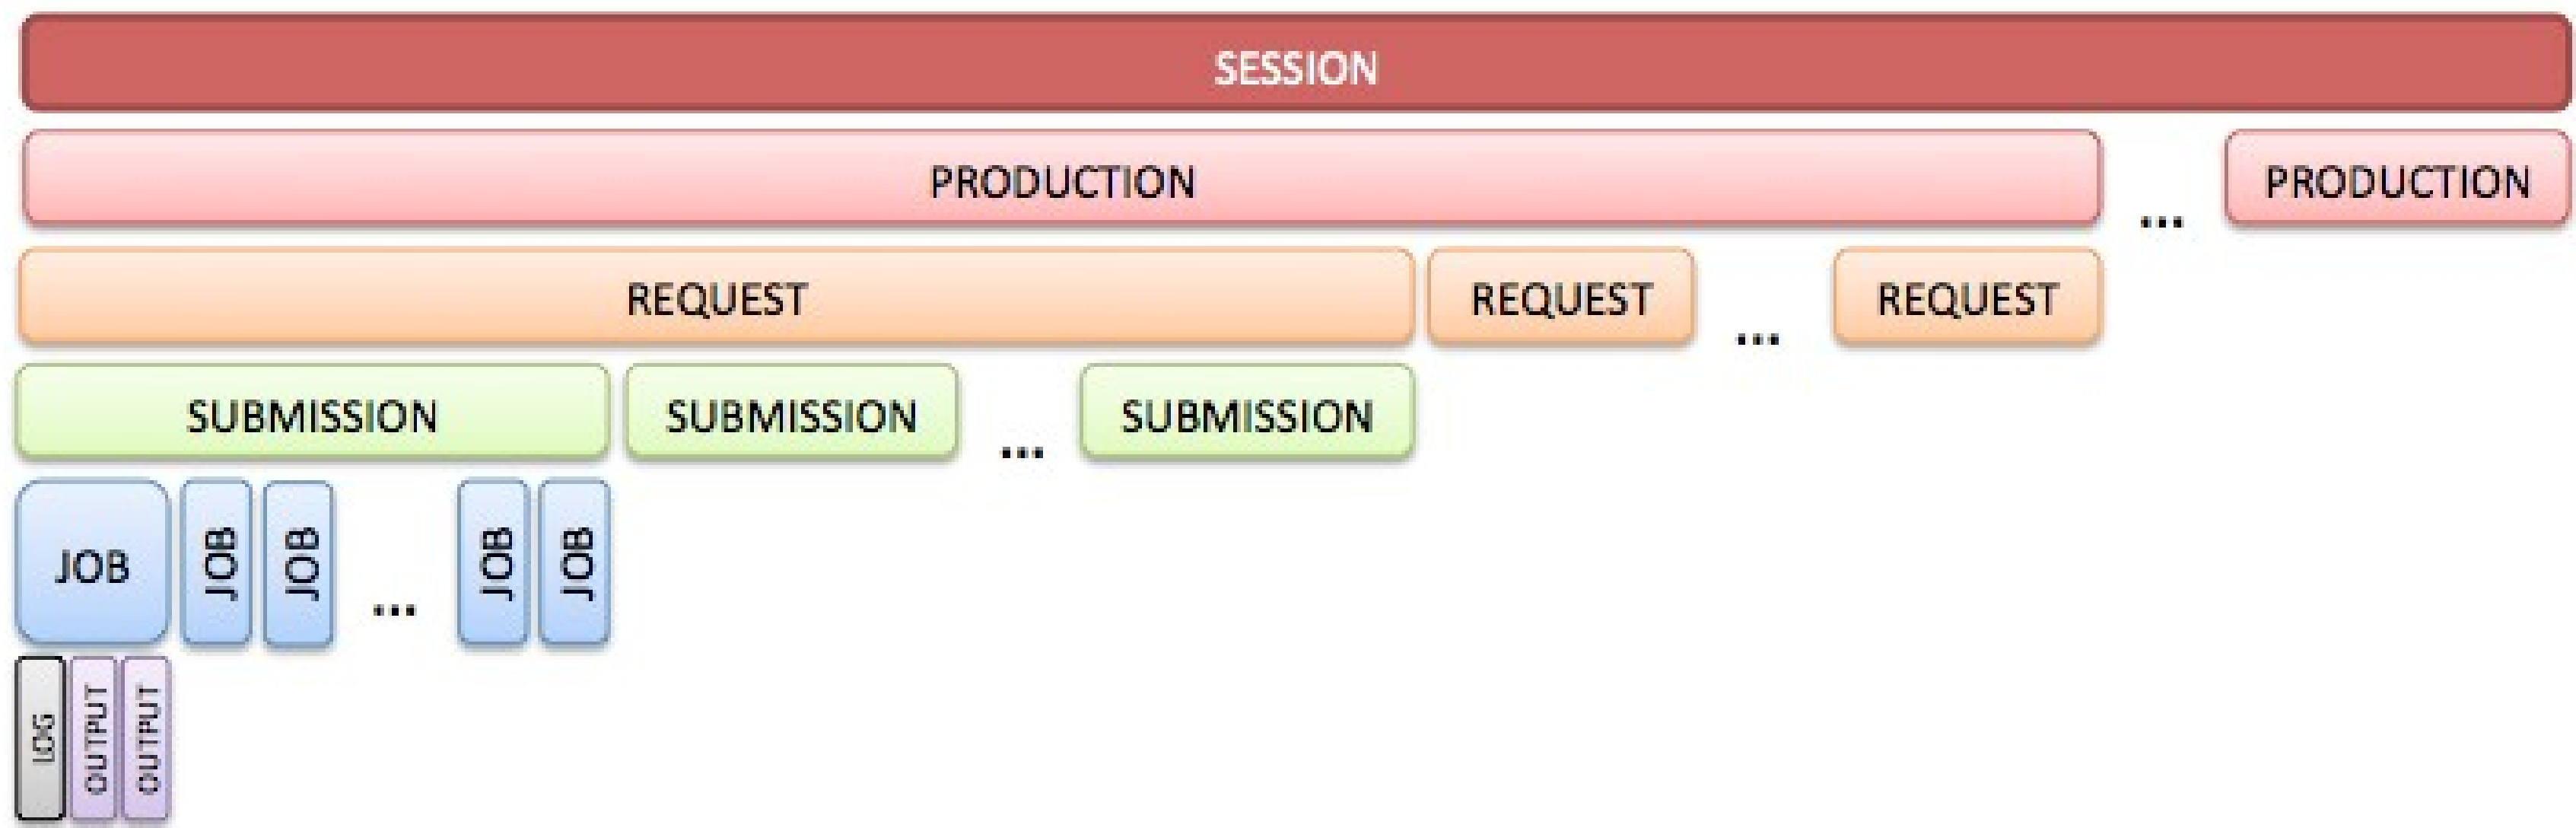 SESSION
PRODUCTION ... PRODUCTION
REQUEST REQUEST ... REQUEST
SUBMISSION SUBMISSION ... SUBMISSION
JOB JOB JOB ... JOB JOB
LOG OUTPUT OUTPUT